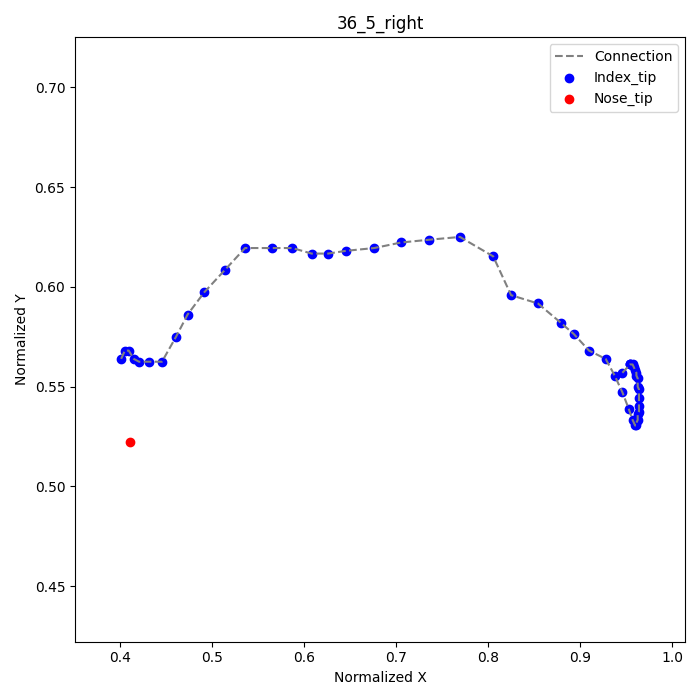 36_5_right
Connection
Index_tip
Nose_tip
0.70
0.65
0.60
0.55
0.50
0.45
Normalized Y
0.4 0.5 0.6 0.7 0.8 0.9 1.0
Normalized X